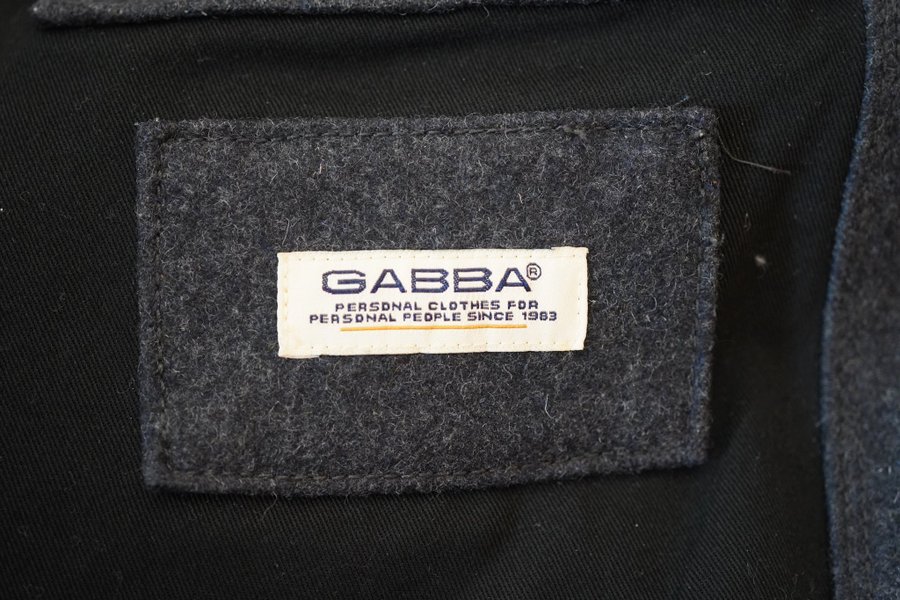 GABBA®
PERSONAL CLOTHES FOR
PERSONAL PEOPLE SINCE 1983